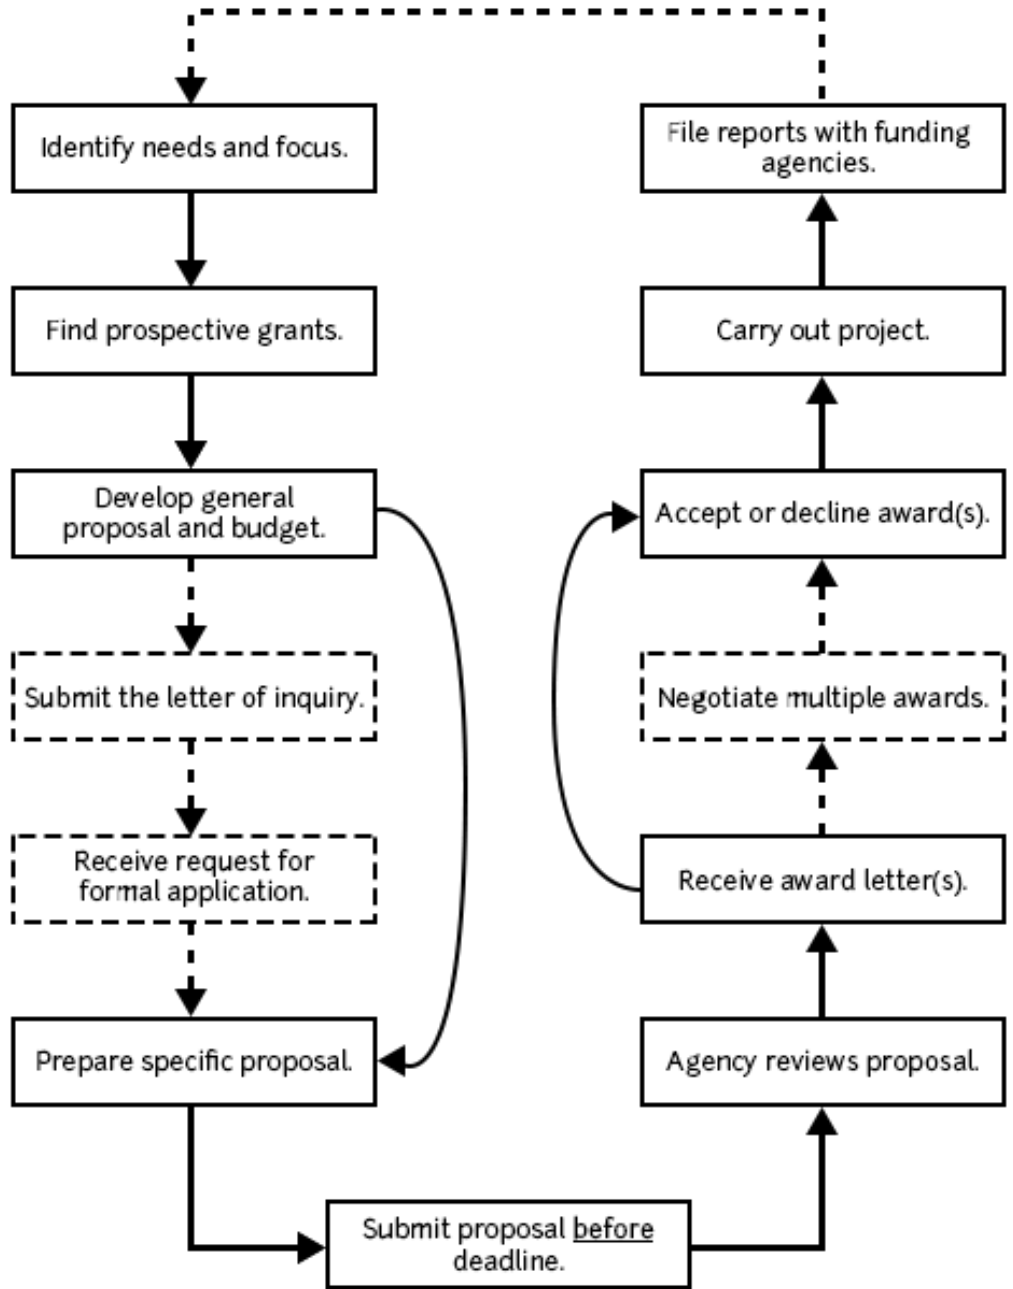 Identify needs and focus.
Find prospective grants.
Develop general
proposal and budget.
Submit the letter of inquiry.
Receive request for
formal application.
Prepare specific proposal.
Submit proposal before
deadline.
Agency reviews proposal.
Receive award letter(s).
Negotiate multiple awards.
Accept or decline award(s).
Carry out project.
File reports with funding
agencies.